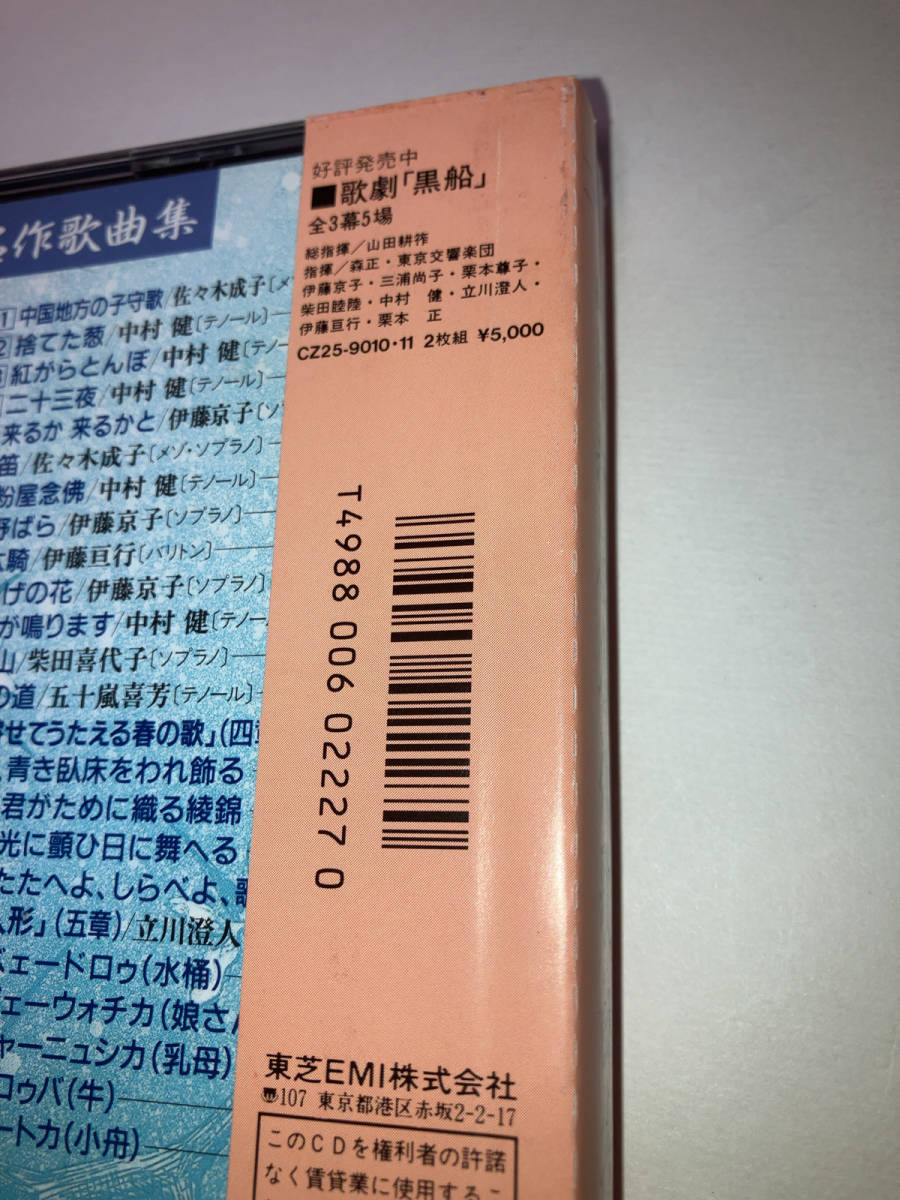 作歌曲集
1 中国地方の子守歌/佐々木成子〔メ
2 捨てた葱/中村 健〔テノール〕
3 紅がらとんぼ/中村 健〔テノー
二十三夜/中村 健〔テノール〕
来るか 来るかと/伊藤京子〔ソ
笛/佐々木成子〔メゾ・ソプラノ〕
粉屋念佛/中村 健〔テノール〕
野ばら/伊藤京子〔ソプラノ〕
騎/伊藤亘行〔バリトン〕
げの花/伊藤京子〔ソプラノ〕
が鳴ります/中村 健〔テノー
山/柴田喜代子〔ソプラノ〕
の道/五十嵐喜芳〔テノール〕
せてうたえる春の歌」(四
、青き臥床をわれ飾る
君がために織る綾錦
光に顫ひ日に舞へる
たたへよ、しらべよ、歌
形」(五章)/立川澄人
ェードロゥ(水桶)
ェーウォチカ(娘さん
ャーニュシカ(乳母)
ロゥバ(牛)
ートカ(小舟)
好評発売中
■歌劇「黒船」
全3幕5場
総指揮/山田耕筰
指揮/森正・東京交響楽団
伊藤京子・三浦尚子・栗本尊子・
柴田睦陸・中村 健・立川澄人・
伊藤亘行・栗本 正
CZ25-9010・11 2枚組 ¥5,000
T4988 006 02227 0
東芝EMI株式会社
〠107 東京都港区赤坂2-2-17
このCDを権利者の許諾
なく賃貸業に使用するこ